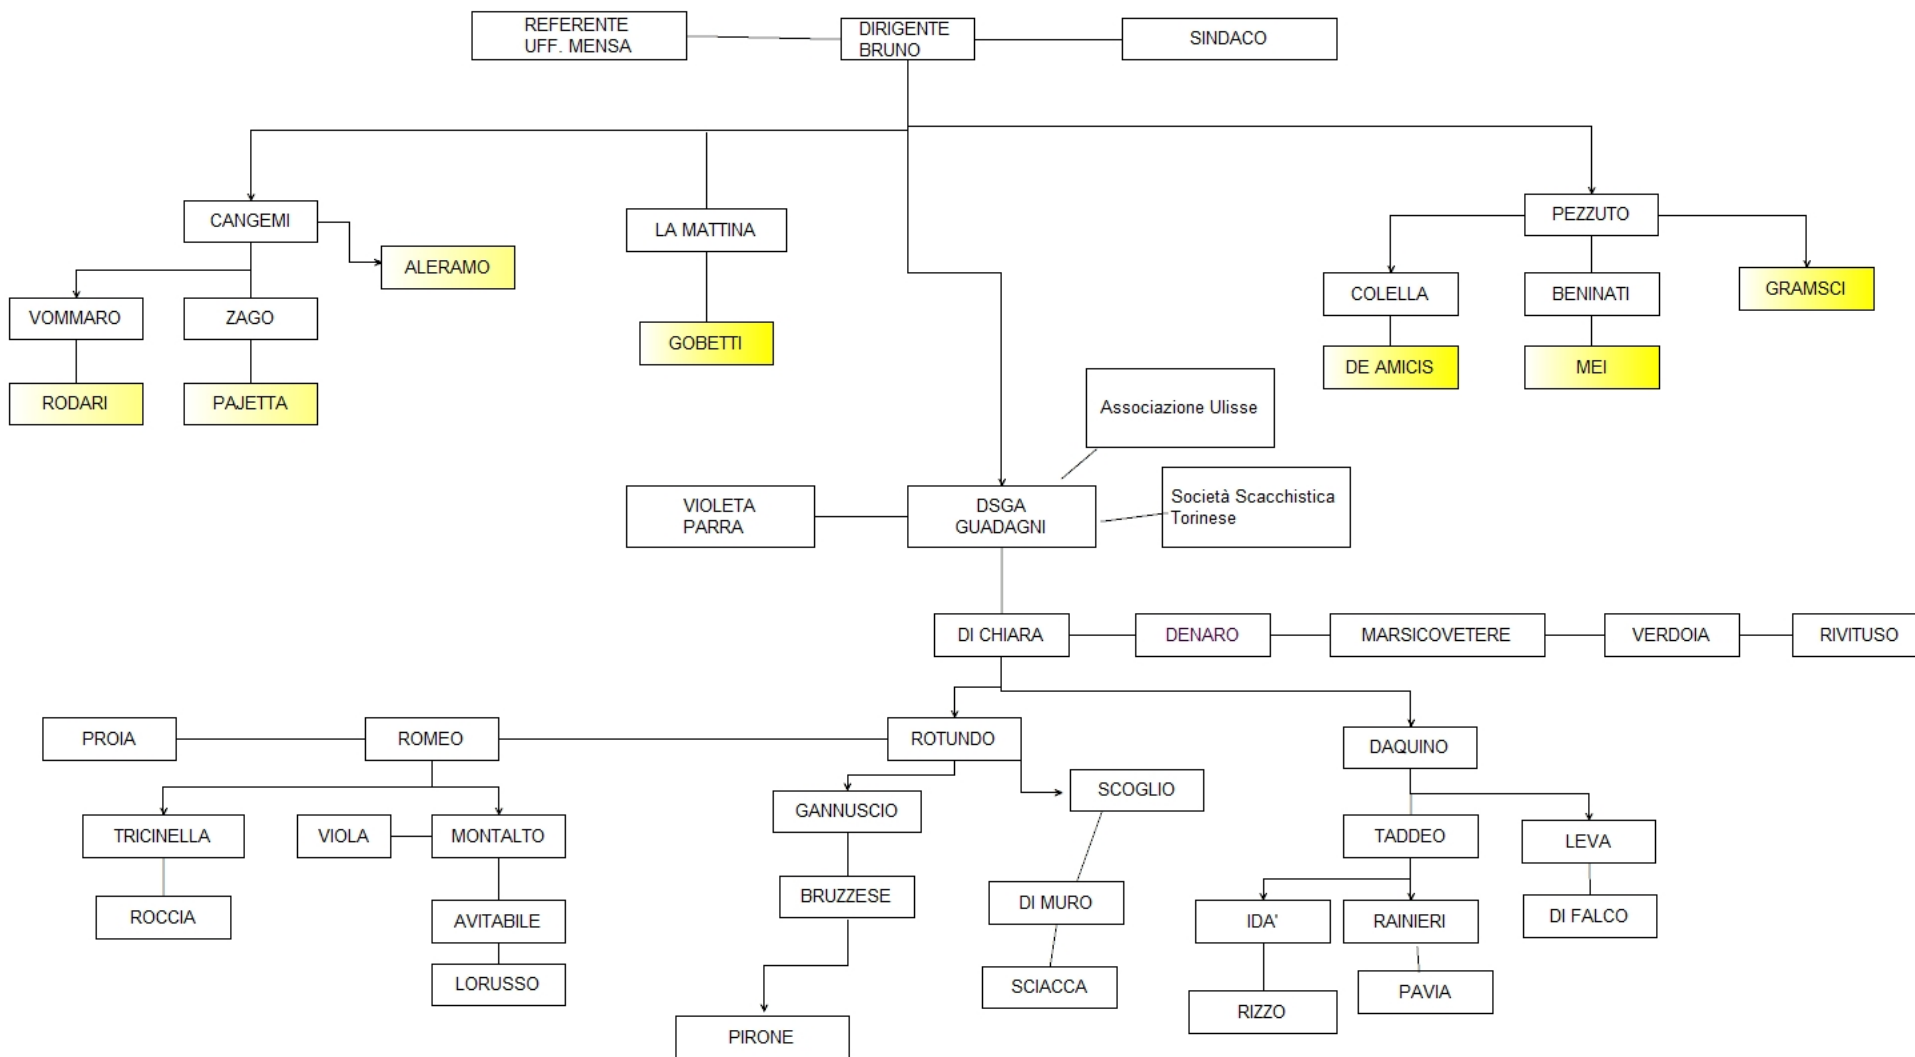 REFERENTE
UFF. MENSA
DIRIGENTE
BRUNO
SINDACO
CANGEMI
ALERAMO
LA MATTINA
PEZZUTO
VOMMARO
ZAGO
GOBETTI
COLELLA
BENINATI
GRAMSCI
RODARI
PAJETTA
DE AMICIS
MEI
Associazione Ulisse
VIOLETA
PARRA
DSGA
GUADAGNI
Società Scacchistica
Torinese
DI CHIARA
DENARO
MARSICOVETERE
VERDOIA
RIVITUSO
PROIA
ROMEO
ROTUNDO
DAQUINO
TRICINELLA
VIOLA
MONTALTO
GANNUSCIO
SCOGLIO
TADDEO
LEVA
ROCCIA
AVITABILE
BRUZZESE
DI MURO
IDA'
RAINIERI
DI FALCO
LORUSSO
SCIACCA
RIZZO
PAVIA
PIRONE